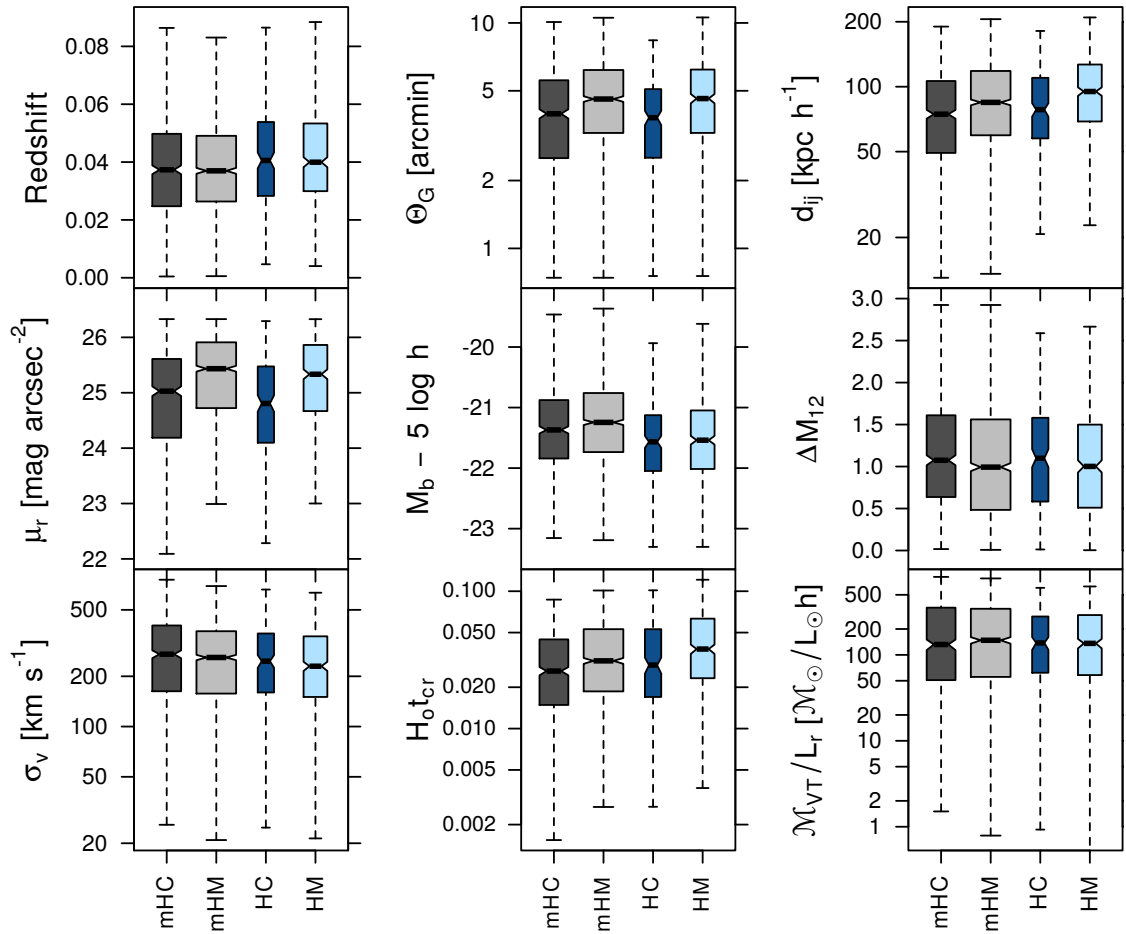 Redshift
0.08
0.06
0.04
0.02
0.00
Θ_G [arcmin]
10
5
2
1
d_ij [kpc h^-1]
200
100
50
20
μ_r [mag arcsec^-2]
26
25
24
23
22
M_b − 5 log h
-20
-21
-22
-23
ΔM_12
3.0
2.5
2.0
1.5
1.0
0.5
0.0
σ_v [km s^-1]
500
200
100
50
20
H_o t_cr
0.100
0.050
0.020
0.010
0.005
0.002
ℳ_VT/L_r [ℳ_⊙/L_⊙h]
500
200
100
50
20
10
5
2
1
mHC
mHM
HC
HM
mHC
mHM
HC
HM
mHC
mHM
HC
HM